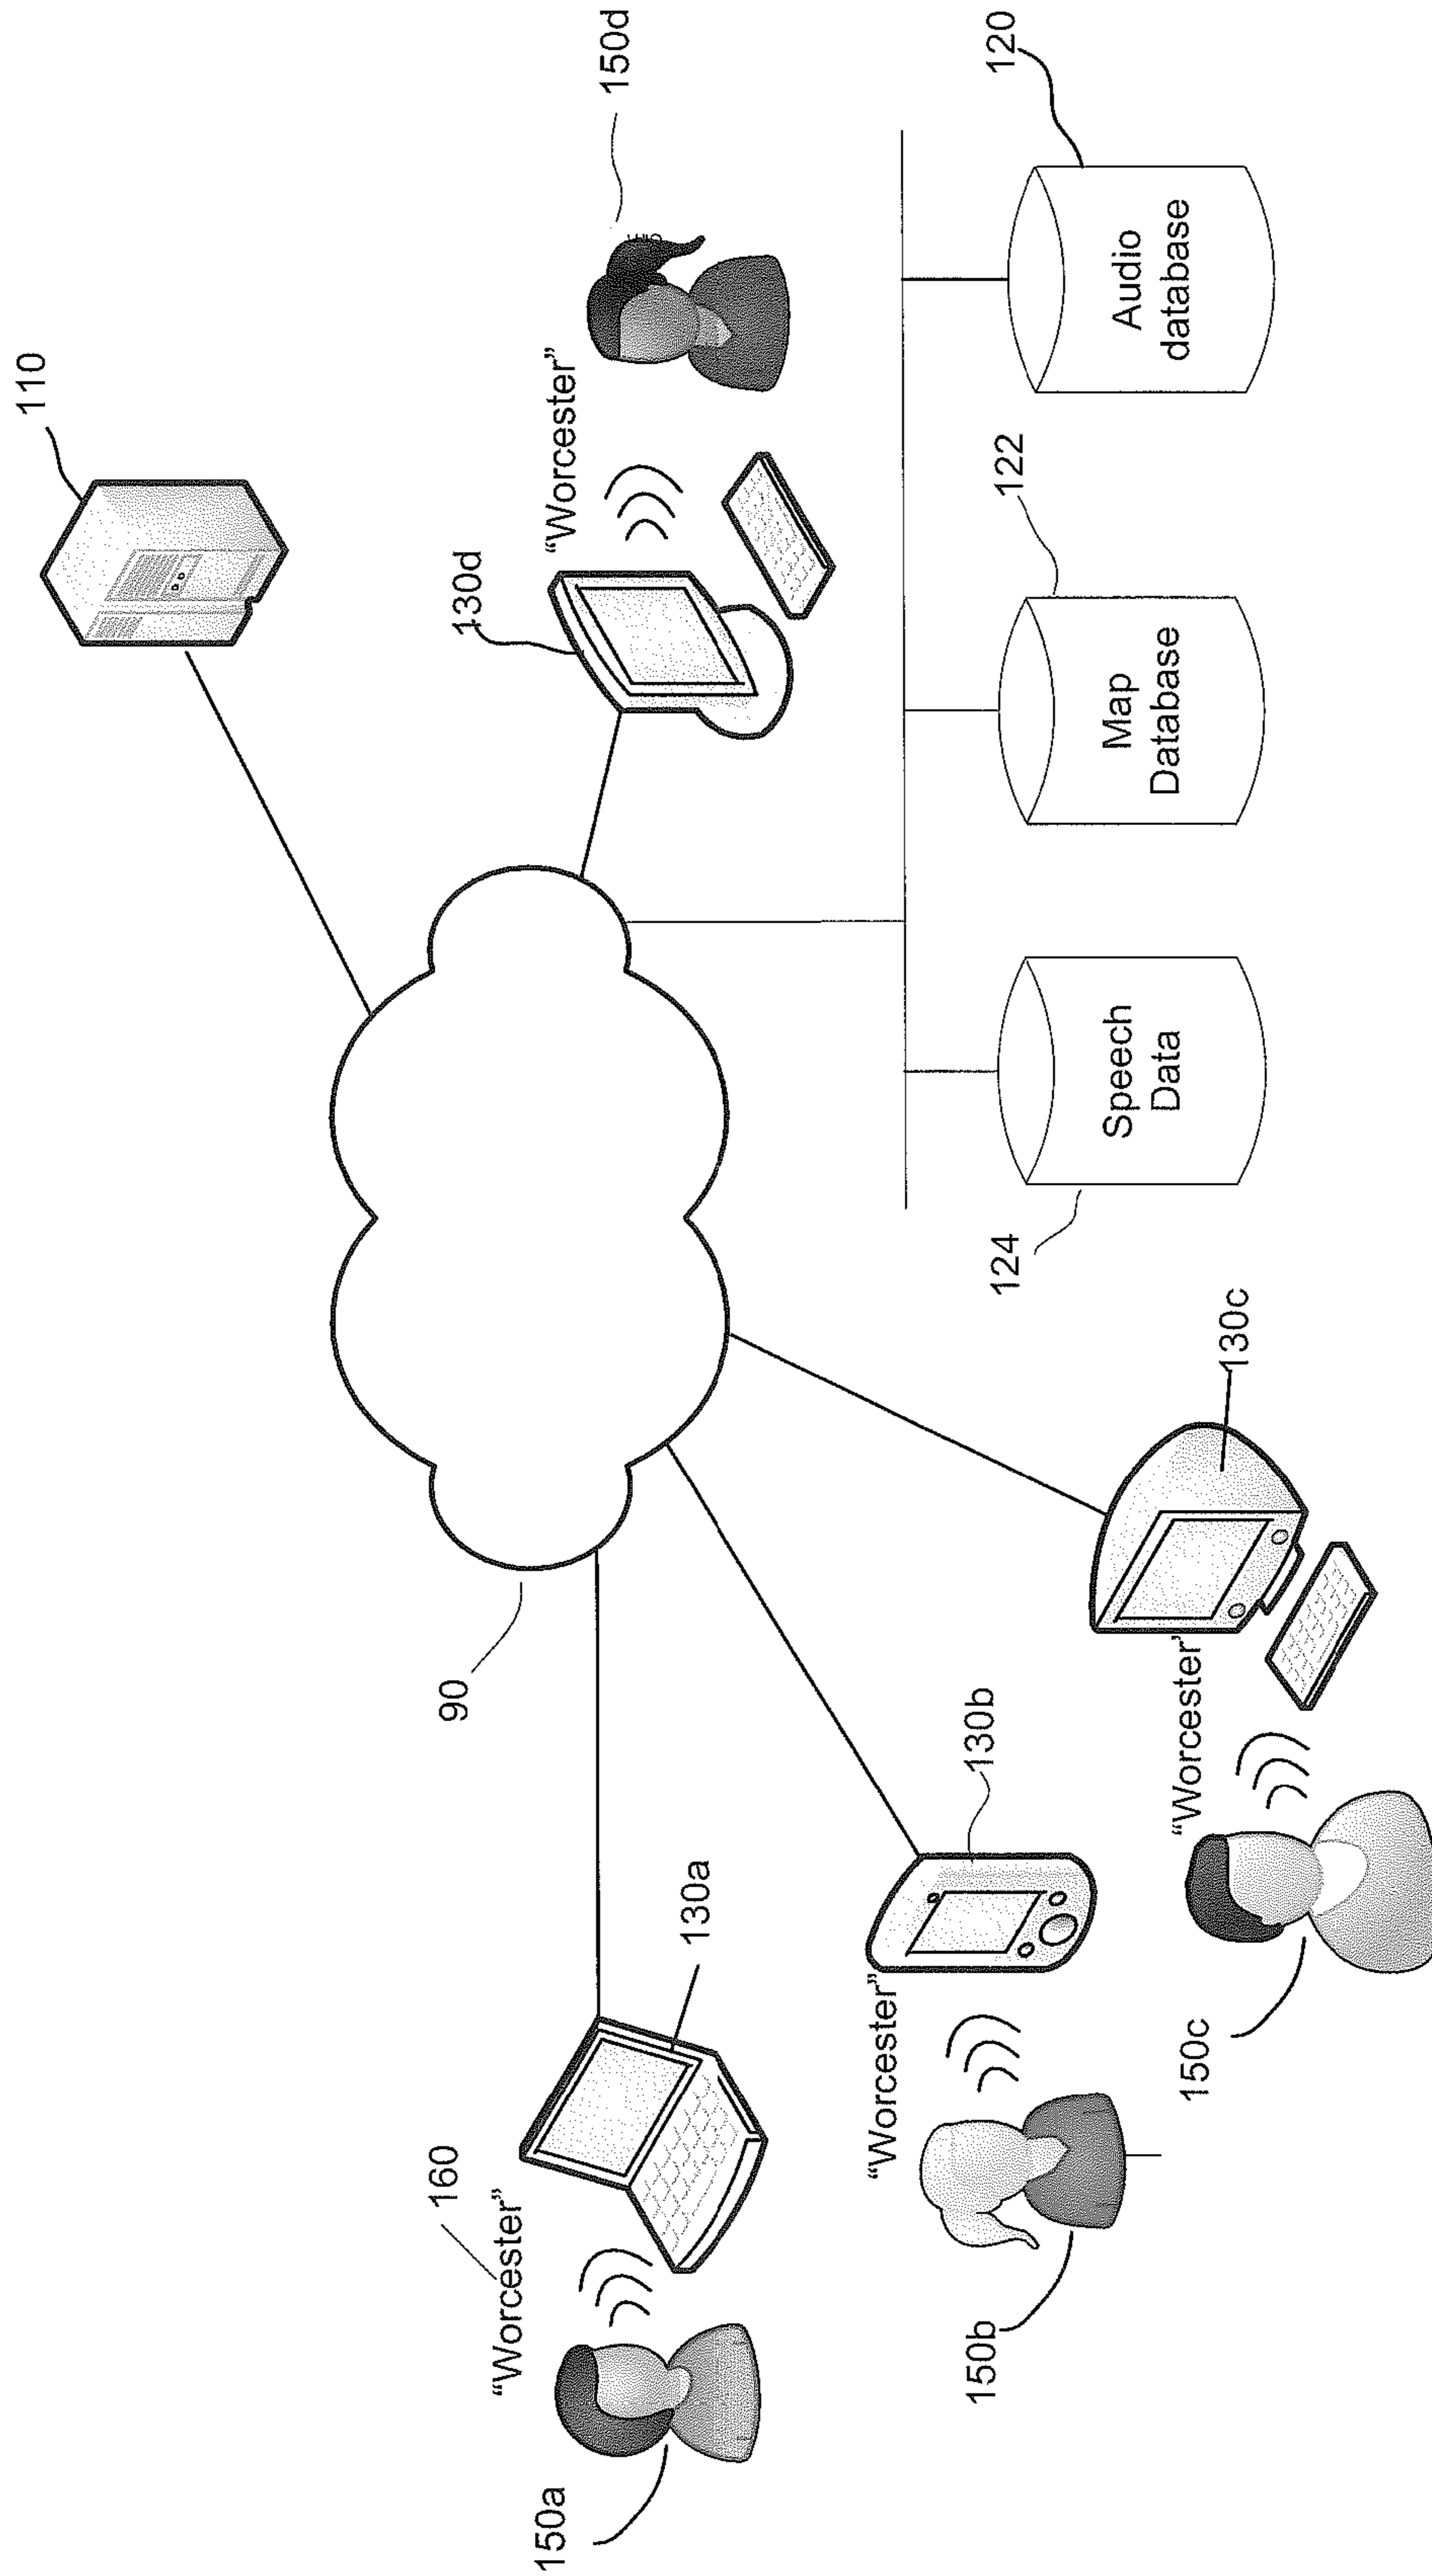 110
150d
"Worcester"
130d
120
Audio
database
122
Map
Database
124
Speech
Data
90
160
"Worcester"
130a
150a
"Worcester"
130b
150b
"Worcester'
130c
150c